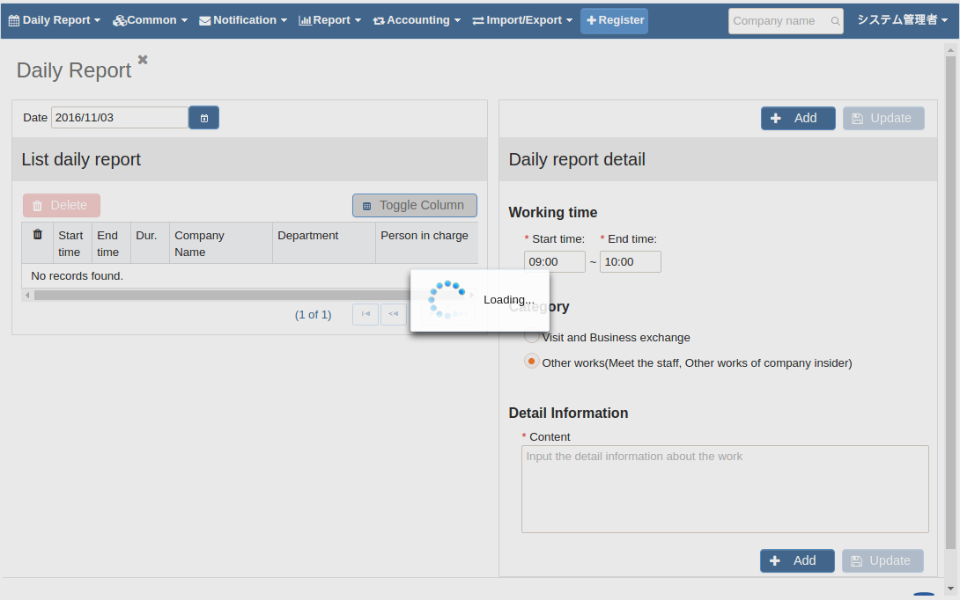 Daily Report Common Notification Report Accounting Import/Export Register Company name システム管理者
Daily Report
Date 2016/11/03
List daily report
Delete Toggle Column
Start time End time Dur. Company Name Department Person in charge
No records found.
(1 of 1)
Loading...
Add Update
Daily report detail
Working time
* Start time: * End time:
09:00 ~ 10:00
Category
Visit and Business exchange
Other works(Meet the staff, Other works of company insider)
Detail Information
* Content
Input the detail information about the work
Add Update